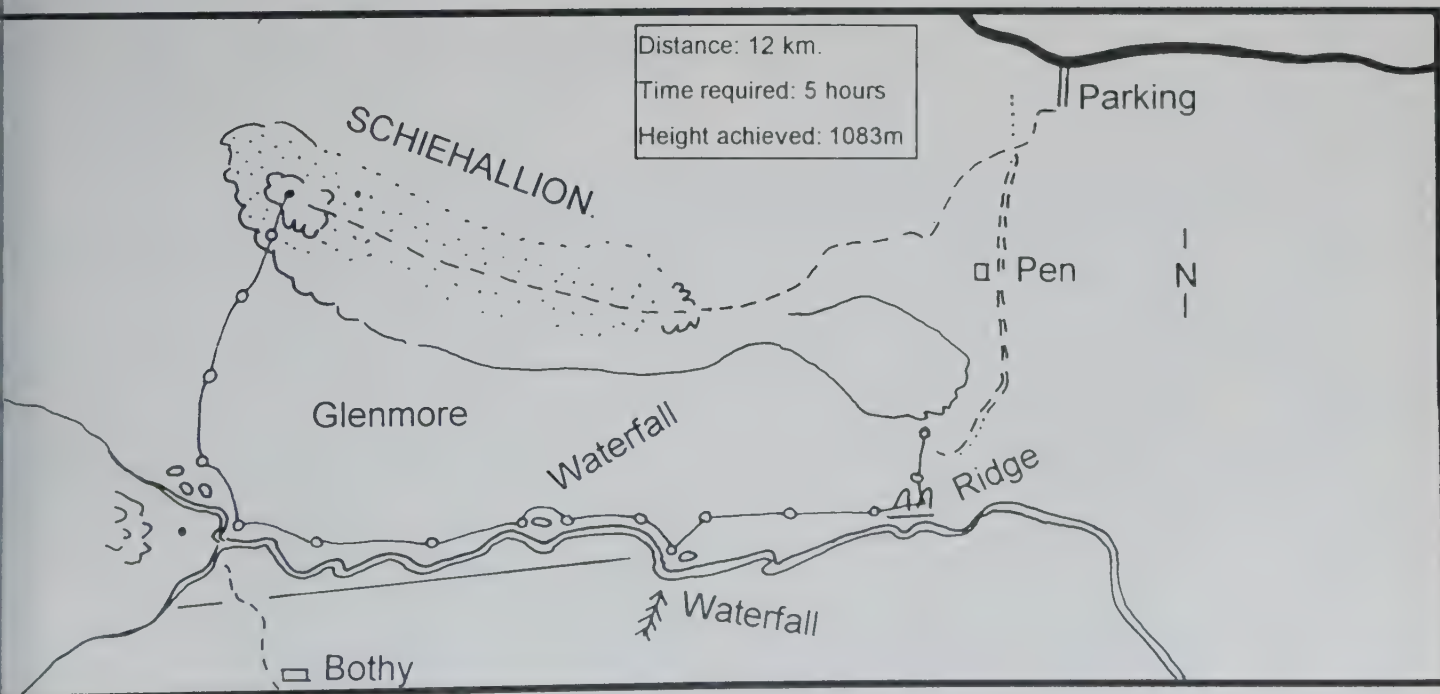 Distance: 12 km.
Time required: 5 hours
Height achieved: 1083m
Parking
SCHIEHALLION.
Pen
N
Glenmore
Waterfall
Ridge
Waterfall
Bothy